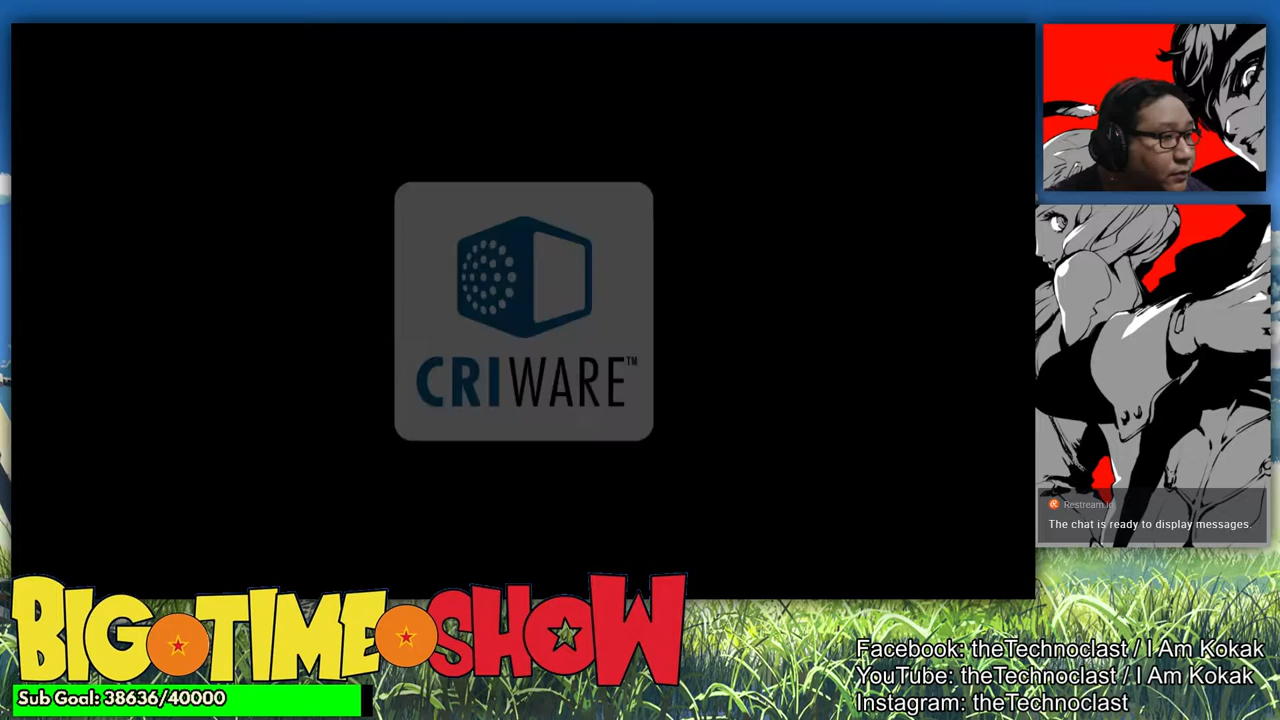 CRIWARE™
Restream.io
The chat is ready to display messages.
BIG TIME SHOW
Sub Goal: 38636/40000
Facebook: theTechnoclast / I Am Kokak
YouTube: theTechnoclast / I Am Kokak
Instagram: theTechnoclast